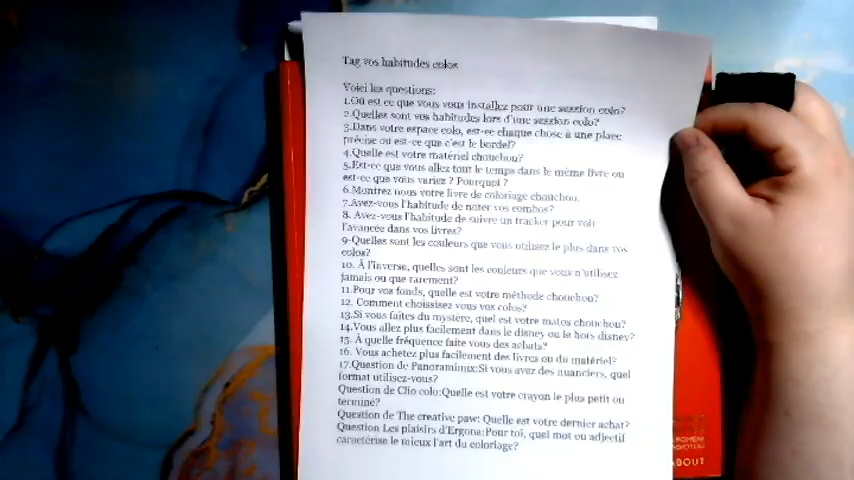 Tag vos habitudes colos
Voici les questions:
1.Où est ce que vous vous installez pour une session colo?
2.Quelles sont vos habitudes lors d'une session colo?
3.Dans votre espace colo, est-ce chaque chose à une place
précise ou est-ce que c'est le bordel?
4.Quelle est votre matériel chouchou?
5.Est-ce que vous allez tout le temps dans le même livre ou
est-ce que vous variez ? Pourquoi ?
6.Montrez nous votre livre de coloriage chouchou.
7.Avez-vous l'habitude de noter vos combos?
8. Avez-vous l'habitude de suivre un tracker pour voir
l'avancée dans vos livres?
9-Quelles sont les couleurs que vous utilisez le plus dans vos
colos?
10. À l'inverse, quelles sont les couleurs que vous n'utilisez
jamais ou que rarement?
11.Pour vos fonds, quelle est votre méthode chouchou?
12. Comment choissisez vous vos colos?
13.Si vous faites du mystère, quel est votre matos chouchou?
14.Vous allez plus facilement dans le disney ou le hors disney?
15. À quelle fréquence faite vous des achats?
16. Vous achetez plus facilement des livres ou du matériel?
17.Question de Panoramimix:Si vous avez des nuanciers, quel
format utilisez-vous?
Question de Clio colo:Quelle est votre crayon le plus petit ou
terminé?
Question de The creative paw: Quelle est votre dernier achat?
Question Les plaisirs d'Ergona:Pour toi, quel mot ou adjectif
caractérise le mieux l'art du coloriage?
ABOUT